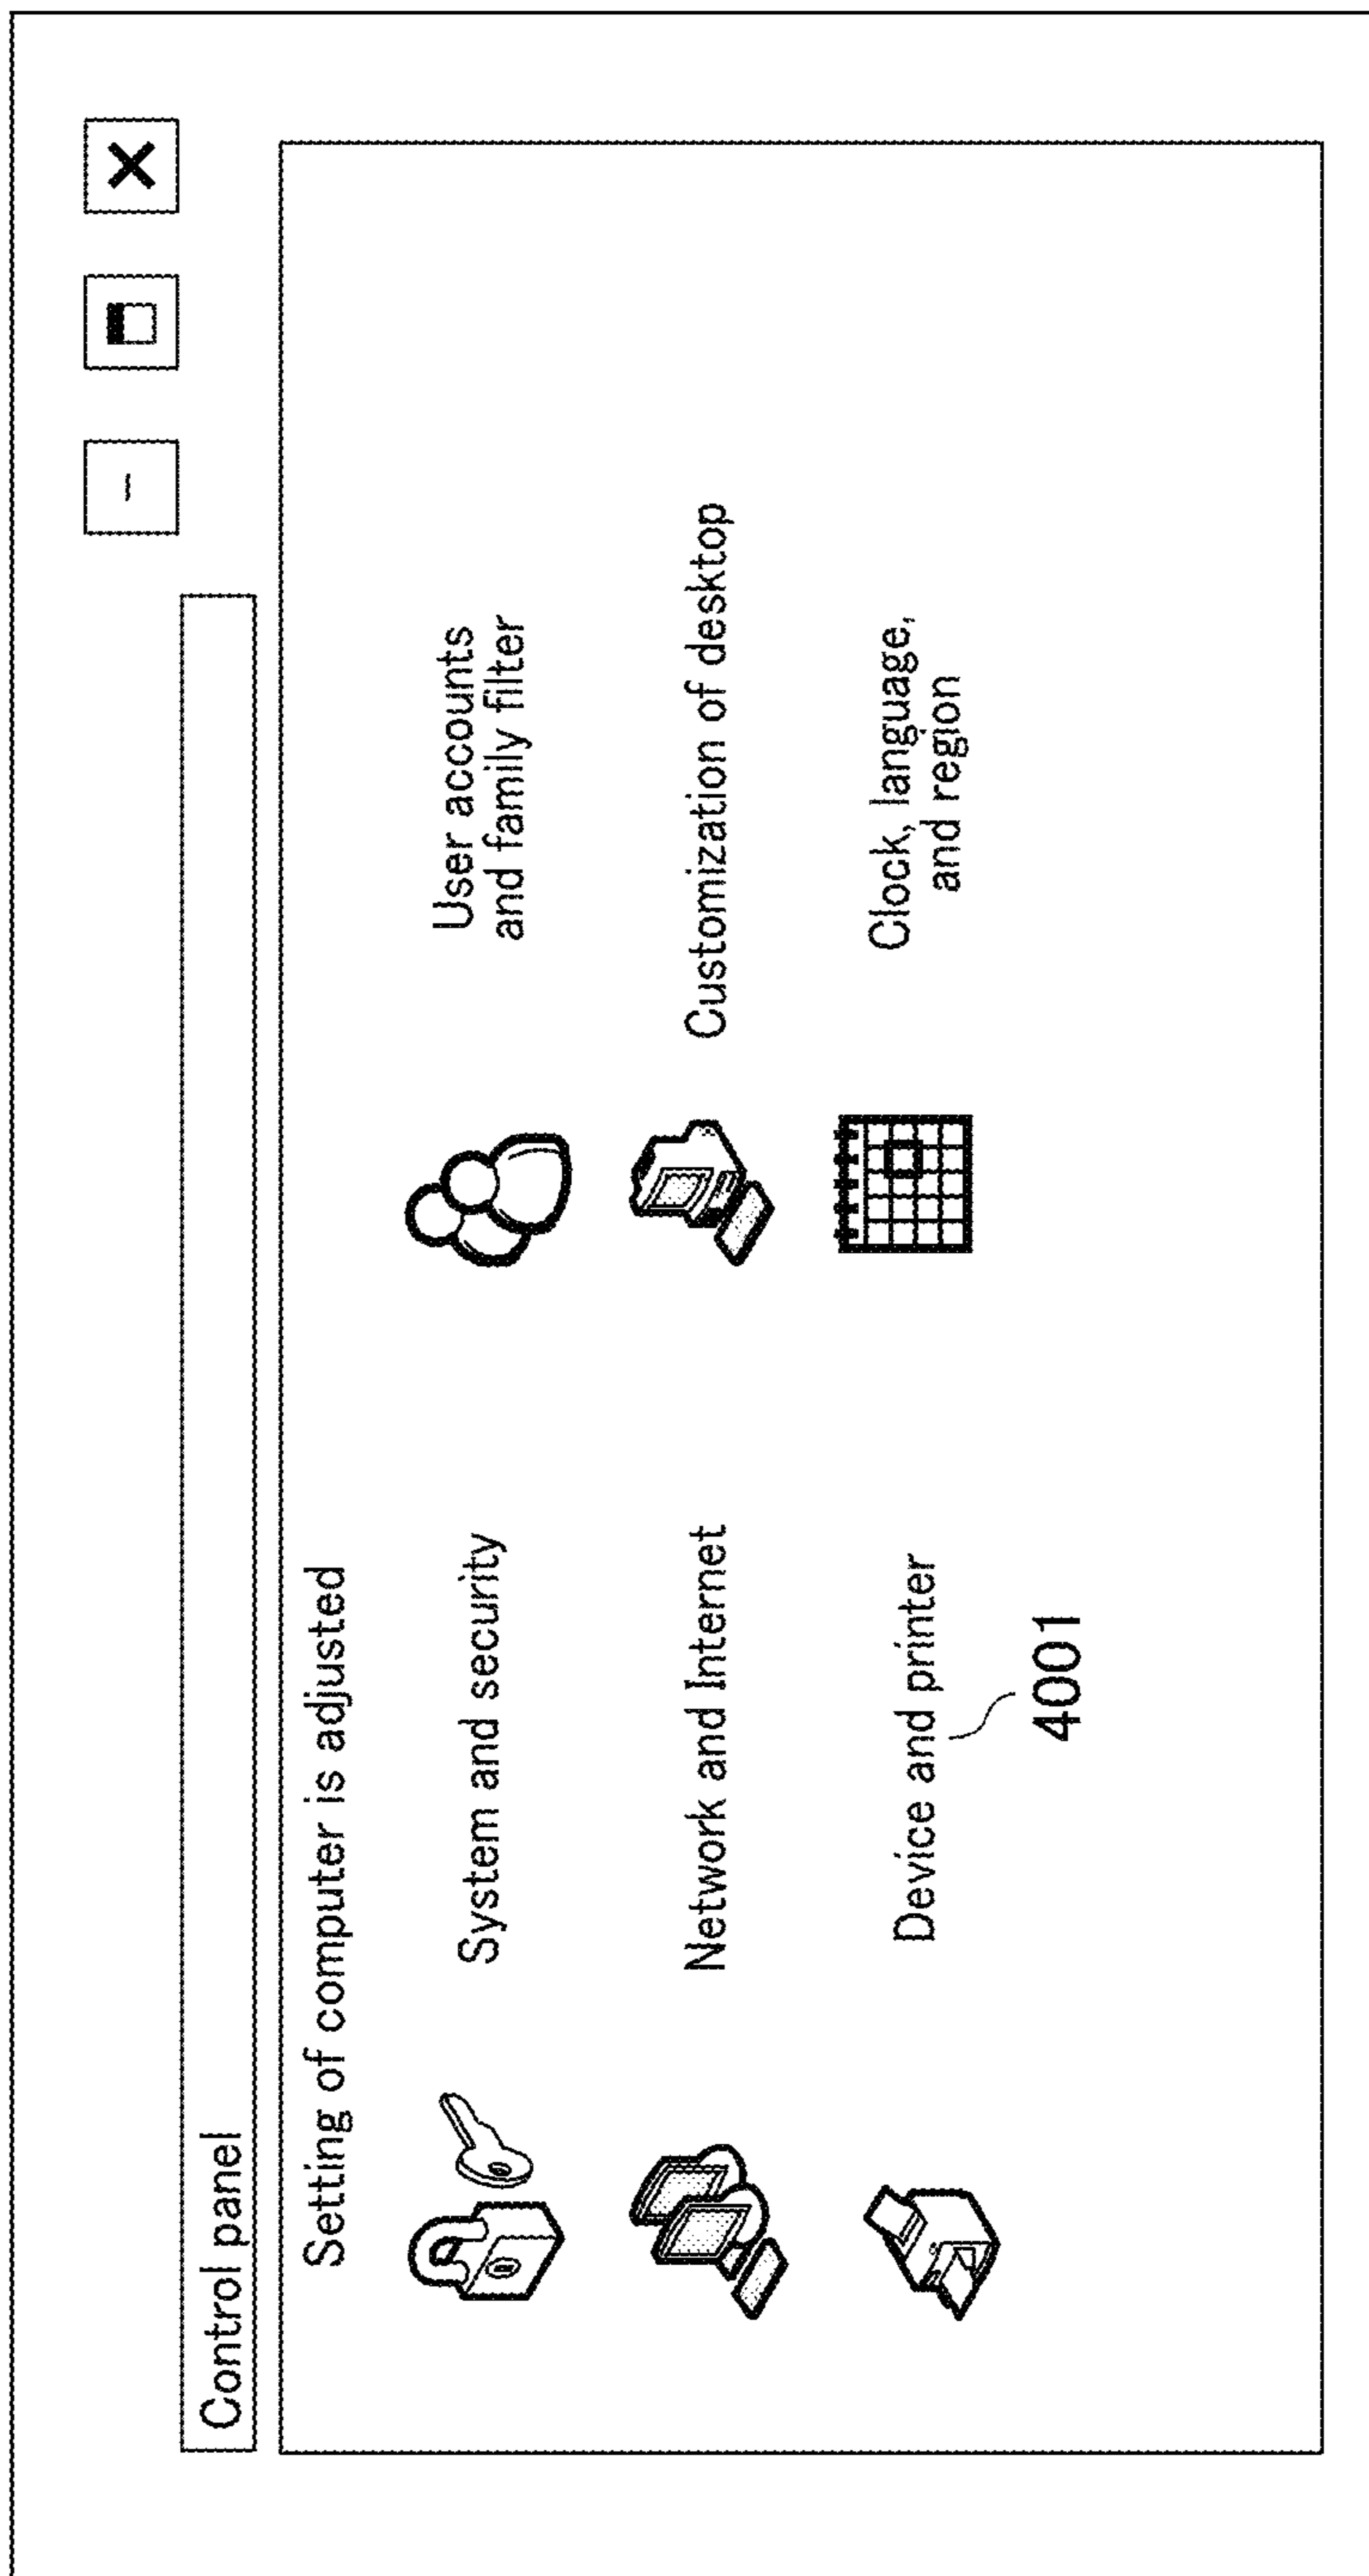 Control panel
Setting of computer is adjusted
System and security
User accounts
and family filter
Network and Internet
Customization of desktop
Device and printer
4001
Clock, language,
and region